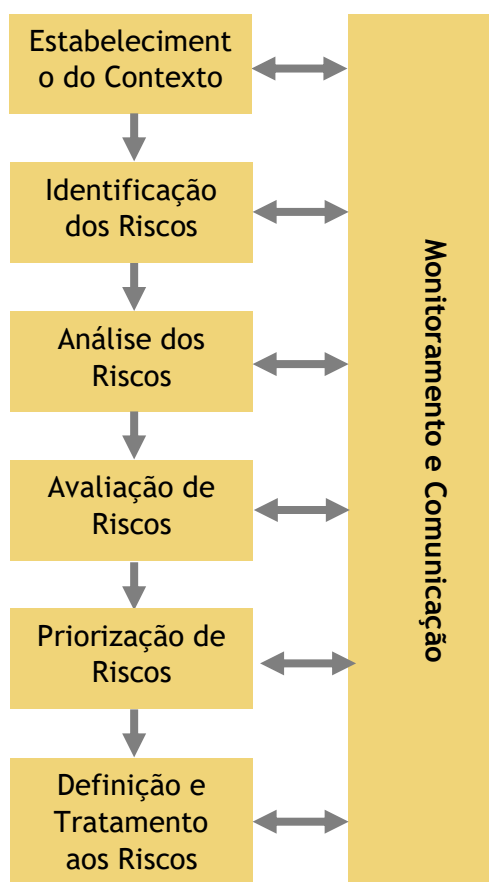 Estabeleciment
o do Contexto
Identificação
dos Riscos
Análise dos
Riscos
Avaliação de
Riscos
Priorização de
Riscos
Definição e
Tratamento
aos Riscos
Monitoramento e Comunicação